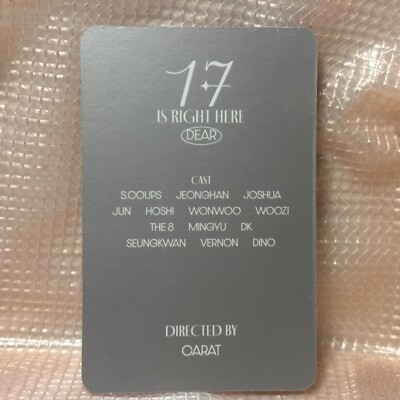 17
IS RIGHT HERE
DEAR
CAST
S.COUPS JEONGHAN JOSHUA
JUN HOSHI WONWOO WOOZI
THE 8 MINGYU DK
SEUNGKWAN VERNON DINO
DIRECTED BY
CARAT